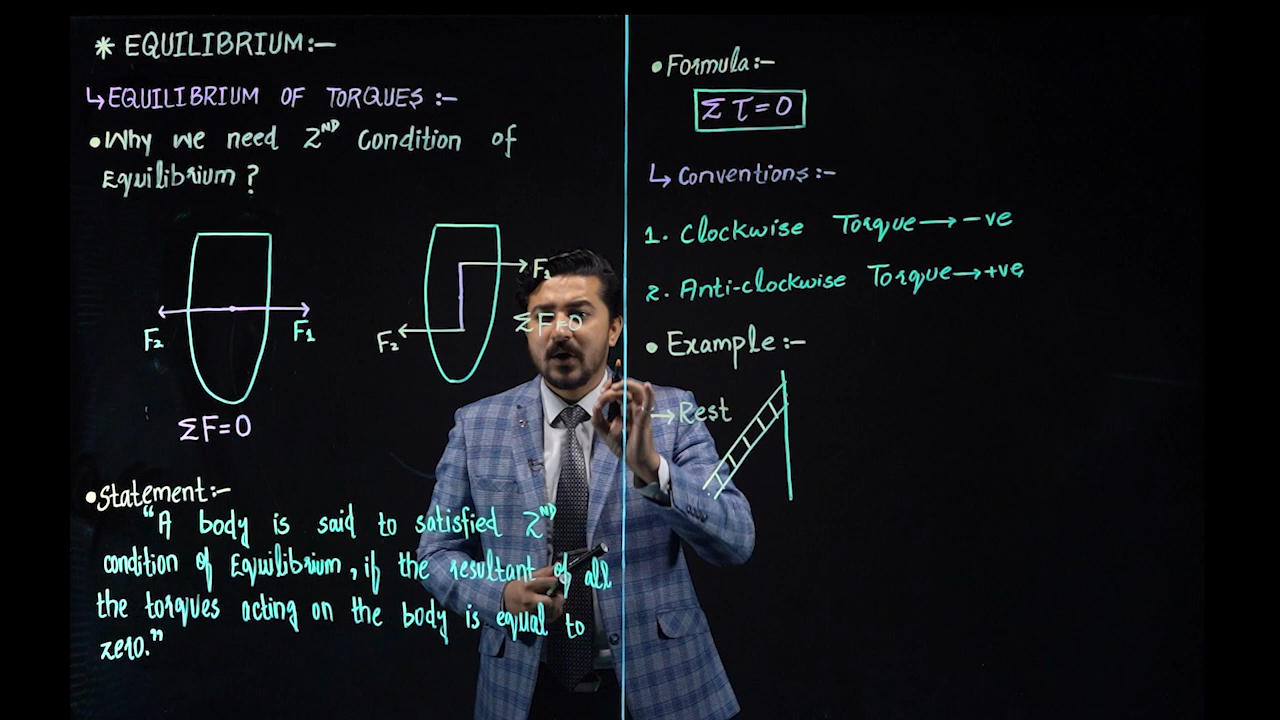 * EQUILIBRIUM:-
↳EQUILIBRIUM OF TORQUES:-
•Why we need 2ND Condition of
Equilibrium?
F2
F1
ΣF=0
F1
F2
ΣF=0
•Statement:-
"A body is said to satisfied 2ND
condition of Equilibrium, if the resultant of all
the torques acting on the body is equal to
zero."
•Formula:-
Στ=0
↳Conventions:-
1. Clockwise Torque→-ve
2. Anti-clockwise Torque→+ve
•Example:-
→Rest